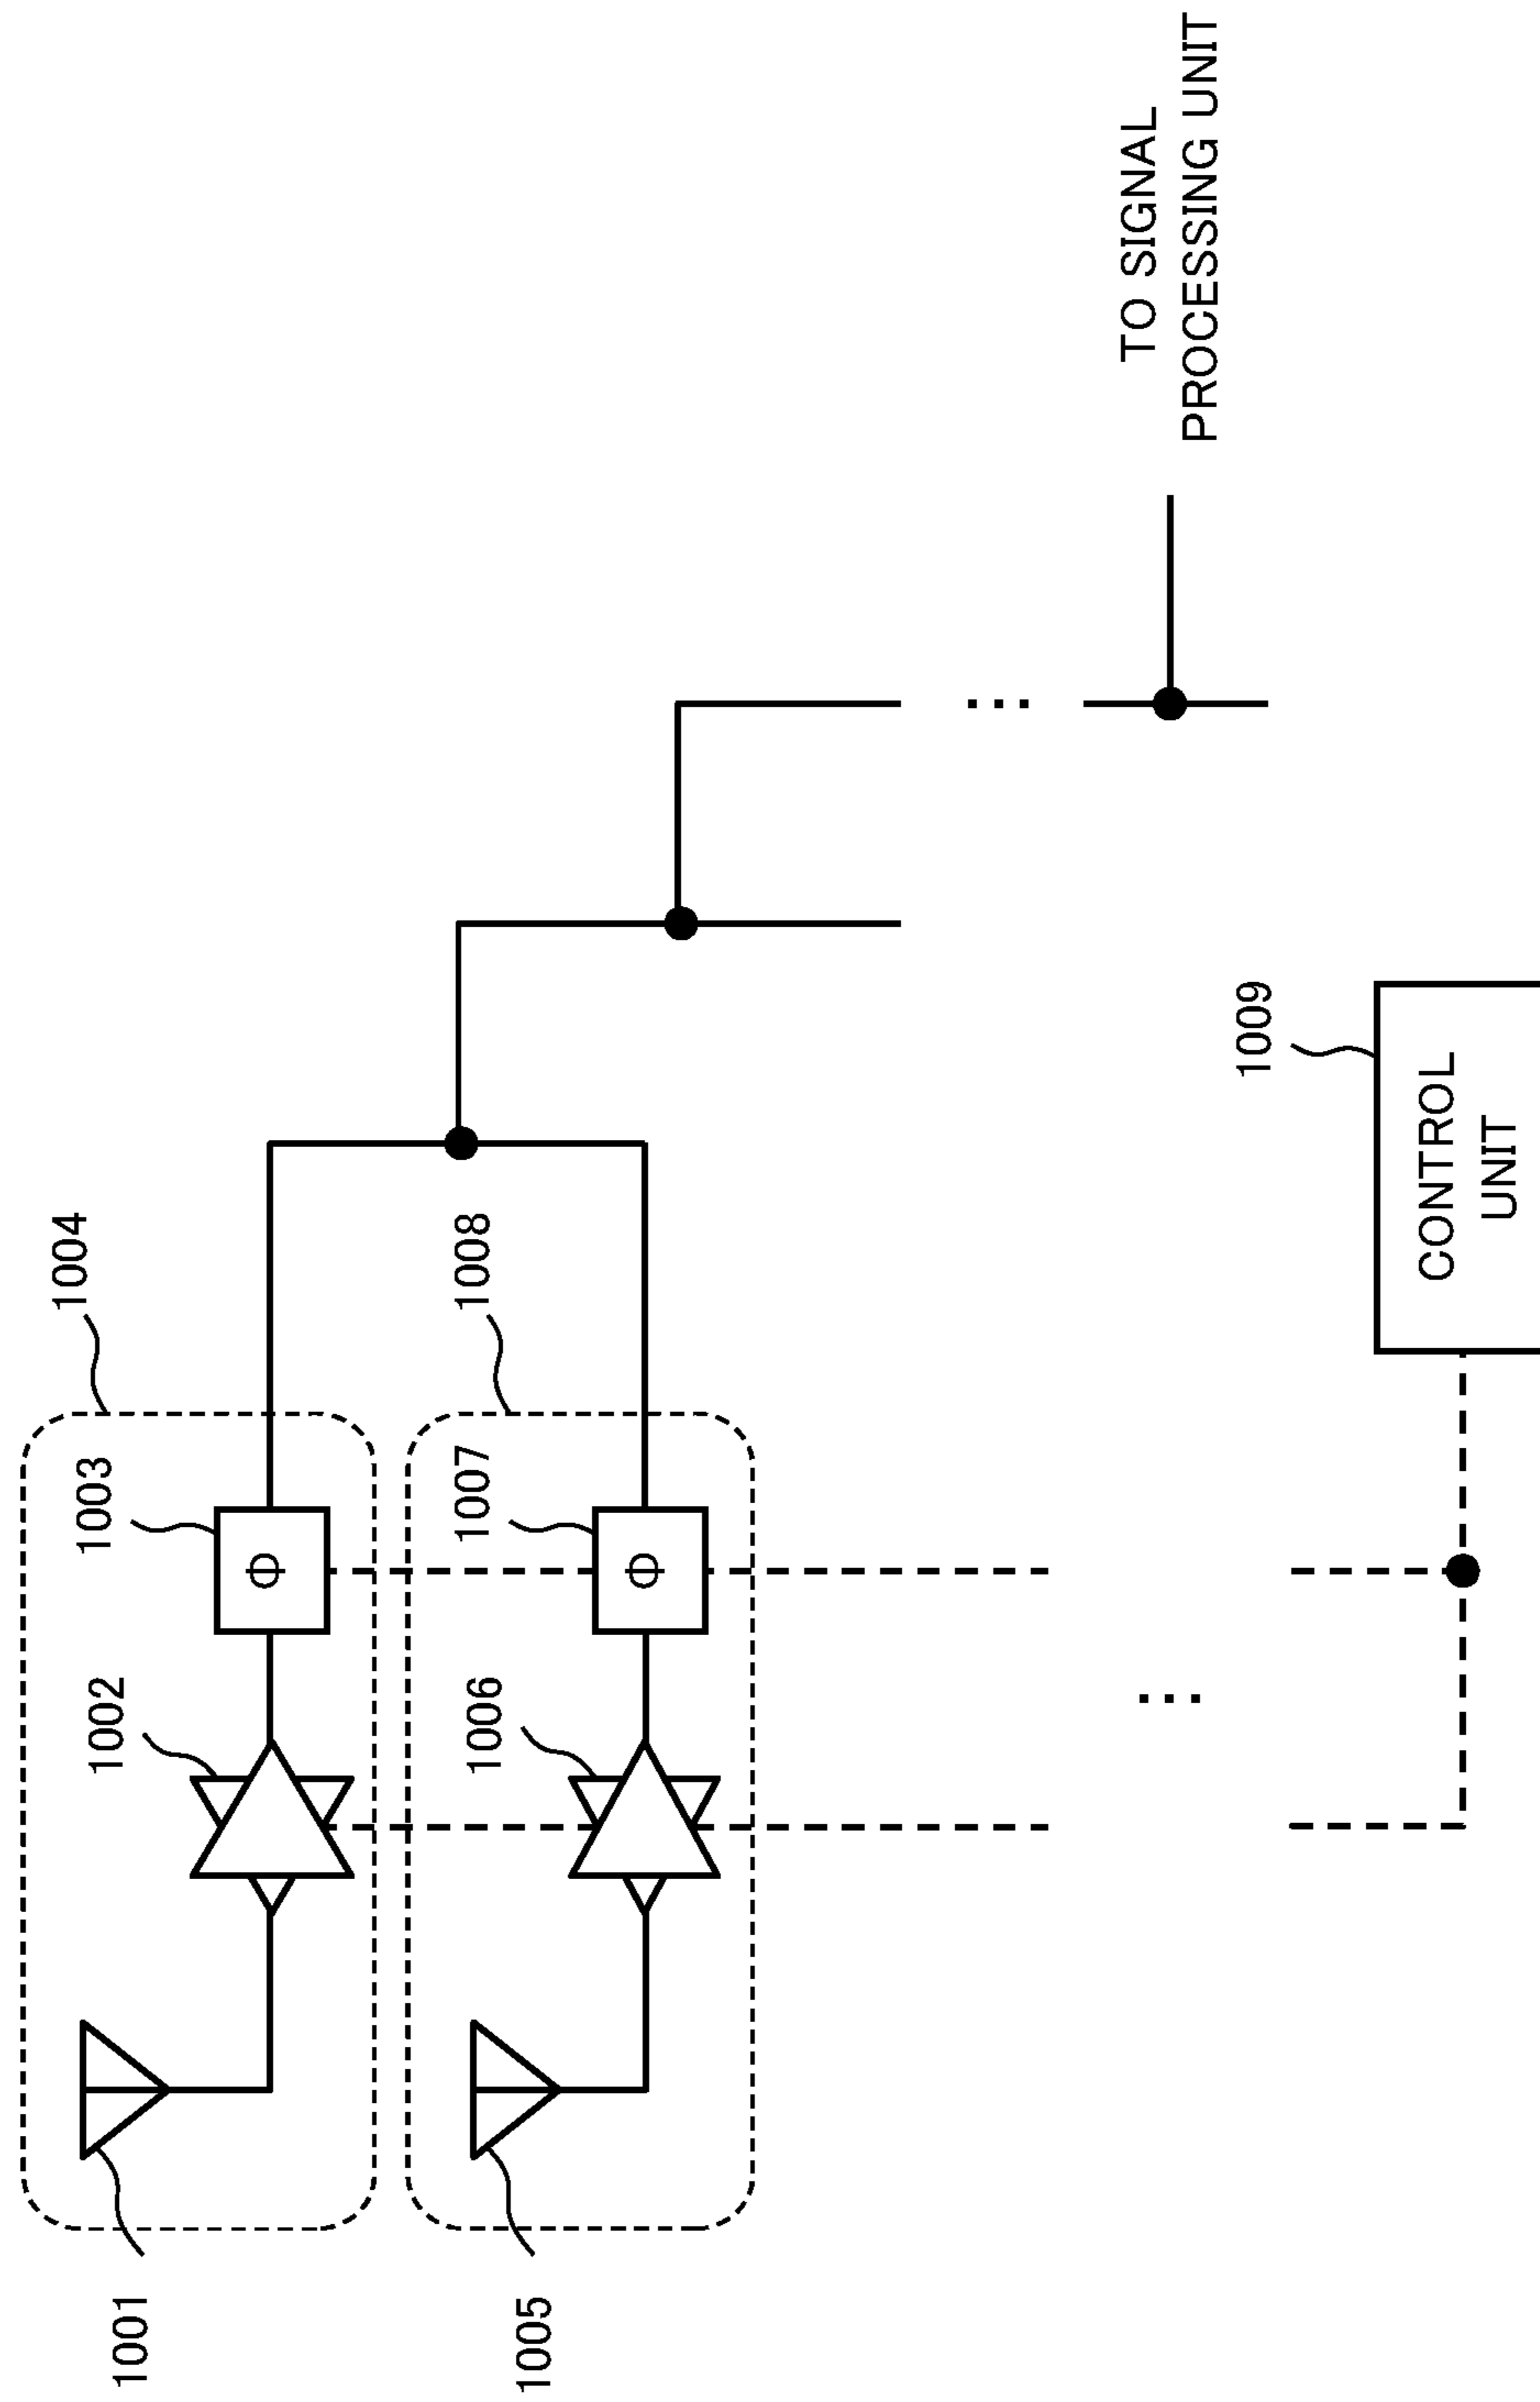 1001
1002
1003
1004
Φ
1005
1006
1007
1008
Φ
TO SIGNAL
PROCESSING UNIT
1009
CONTROL
UNIT